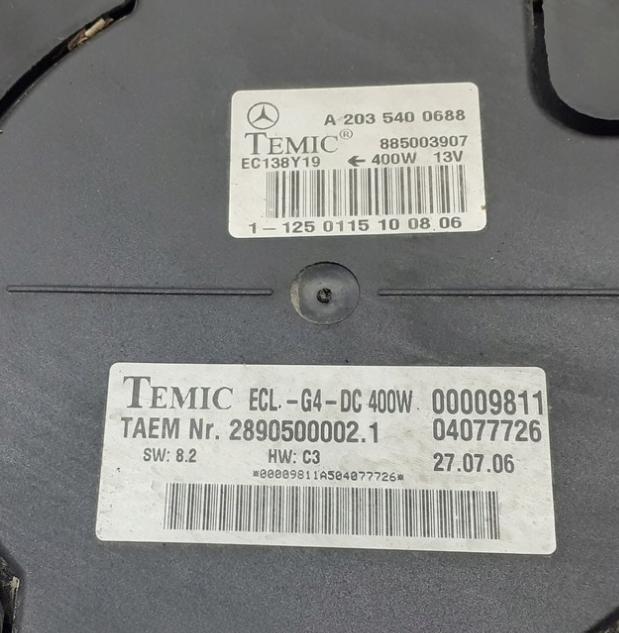 A 203 540 0688
TEMIC® 885003907
EC138Y19 ← 400W 13V
1-125 0115 10 08.06
TEMIC ECL.-G4-DC 400W 00009811
TAEM Nr. 2890500002.1 04077726
SW: 8.2 HW: C3 27.07.06
*00009811A504077726*